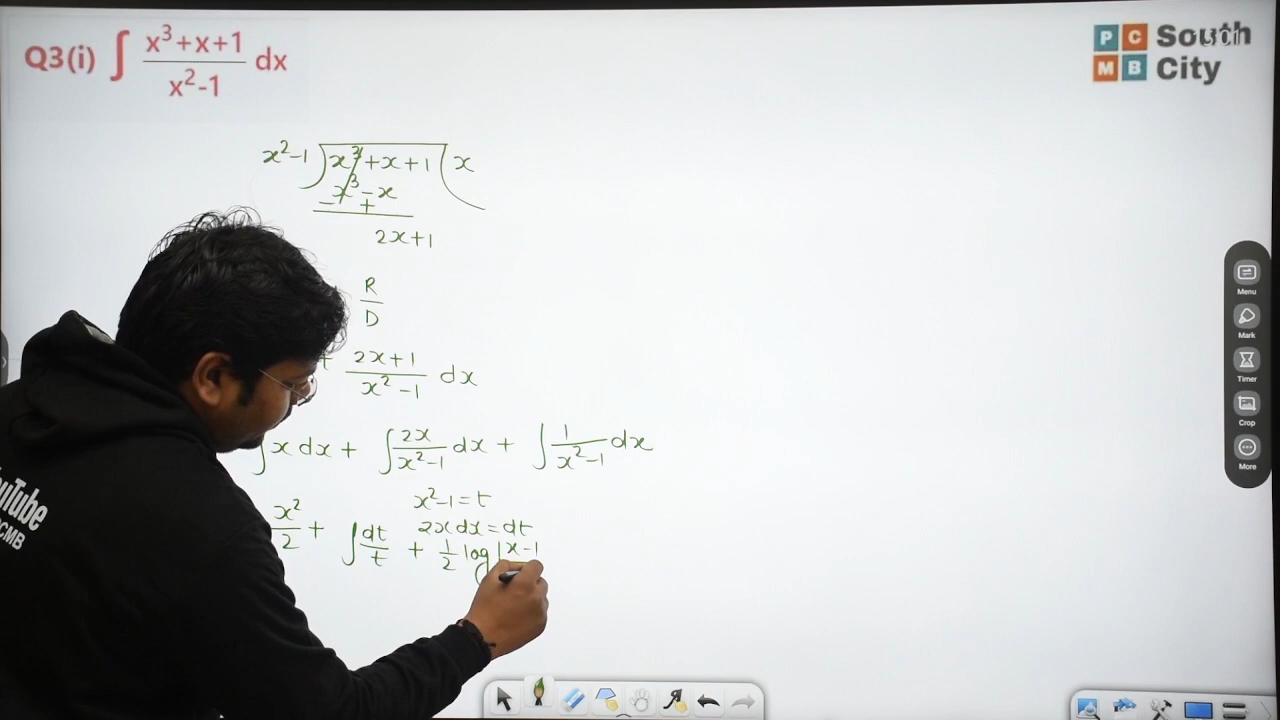 Q3(i) ∫ x³+x+1 / x²-1 dx
P C M B South City
x²-1 ) x³+x+1 ( x
x³-x
- +
2x+1
R/D
+ 2x+1 / x²-1 dx
∫x dx + ∫ 2x / x²-1 dx + ∫ 1 / x²-1 dx
x²-1=t
2x dx=dt
x²/2 + ∫ dt/t + 1/2 log |x-1
Menu
Mark
Timer
Crop
More
uTube
PCMB